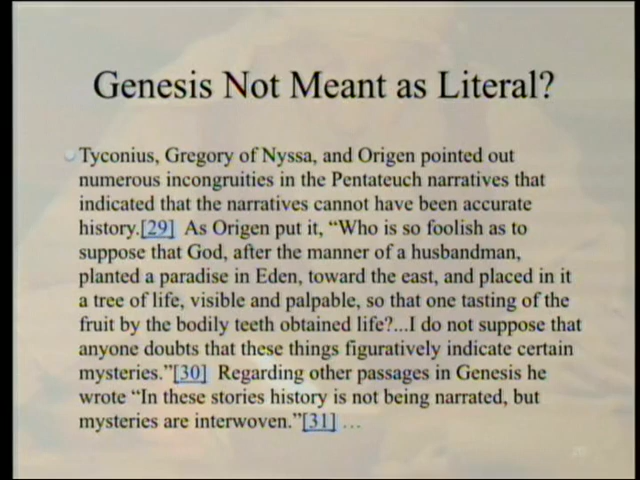 Genesis Not Meant as Literal?
Tyconius, Gregory of Nyssa, and Origen pointed out
numerous incongruities in the Pentateuch narratives that
indicated that the narratives cannot have been accurate
history.[29]  As Origen put it, “Who is so foolish as to
suppose that God, after the manner of a husbandman,
planted a paradise in Eden, toward the east, and placed in it
a tree of life, visible and palpable, so that one tasting of the
fruit by the bodily teeth obtained life?...I do not suppose that
anyone doubts that these things figuratively indicate certain
mysteries.”[30]  Regarding other passages in Genesis he
wrote “In these stories history is not being narrated, but
mysteries are interwoven.”[31] …